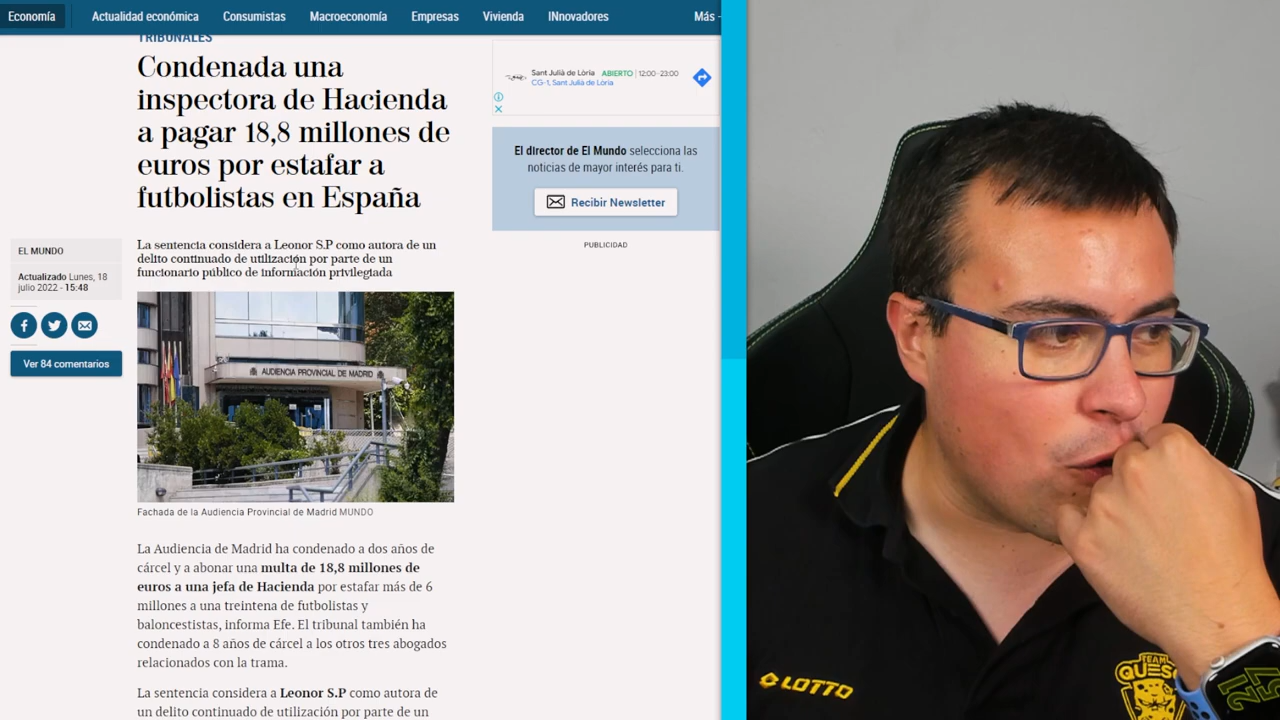 Economía Actualidad económica Consumistas Macroeconomía Empresas Vivienda INnovadores Más
TRIBUNALES
Condenada una
inspectora de Hacienda
a pagar 18,8 millones de
euros por estafar a
futbolistas en España
La sentencia considera a Leonor S.P como autora de un
delito continuado de utilización por parte de un
funcionario público de información privilegiada
EL MUNDO
Actualizado Lunes, 18
julio 2022 - 15:48
Ver 84 comentarios
AUDIENCIA PROVINCIAL DE MADRID
Fachada de la Audiencia Provincial de Madrid MUNDO
La Audiencia de Madrid ha condenado a dos años de
cárcel y a abonar una multa de 18,8 millones de
euros a una jefa de Hacienda por estafar más de 6
millones a una treintena de futbolistas y
baloncestistas, informa Efe. El tribunal también ha
condenado a 8 años de cárcel a los otros tres abogados
relacionados con la trama.
La sentencia considera a Leonor S.P como autora de
un delito continuado de utilización por parte de un
Sant Julià de Lòria ABIERTO | 12:00 - 23:00
CG-1, Sant Julià de Lòria
El director de El Mundo selecciona las
noticias de mayor interés para ti.
Recibir Newsletter
PUBLICIDAD
LOTTO
TEAM
QUESO